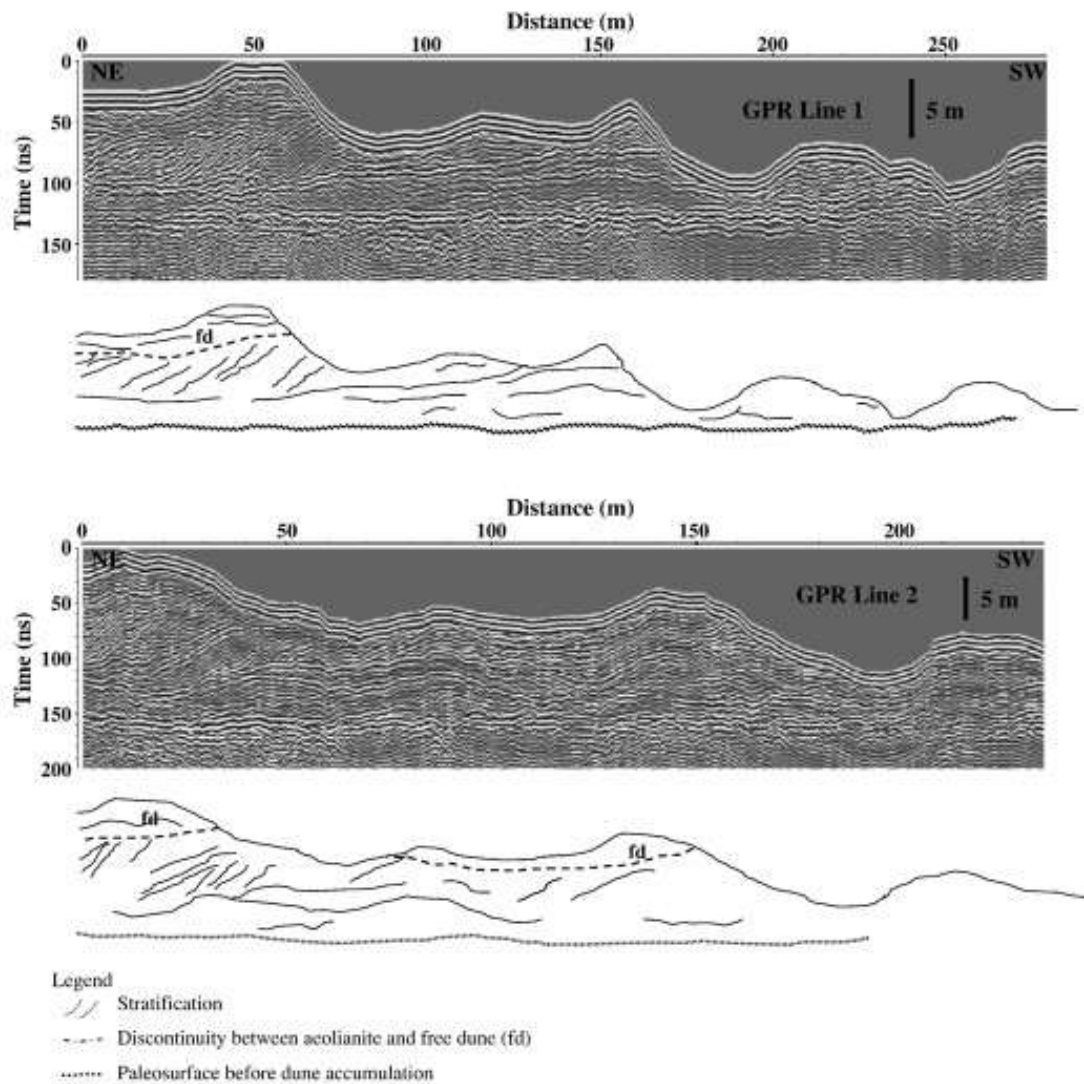 Distance (m)
0 50 100 150 200 250
0
NE SW
GPR Line 1 5 m
50
100
150
Time (ns)
fd
Distance (m)
0 50 100 150 200
0
NE SW
GPR Line 2 5 m
50
100
150
200
Time (ns)
fd
fd
Legend
Stratification
Discontinuity between aeolianite and free dune (fd)
Paleosurface before dune accumulation